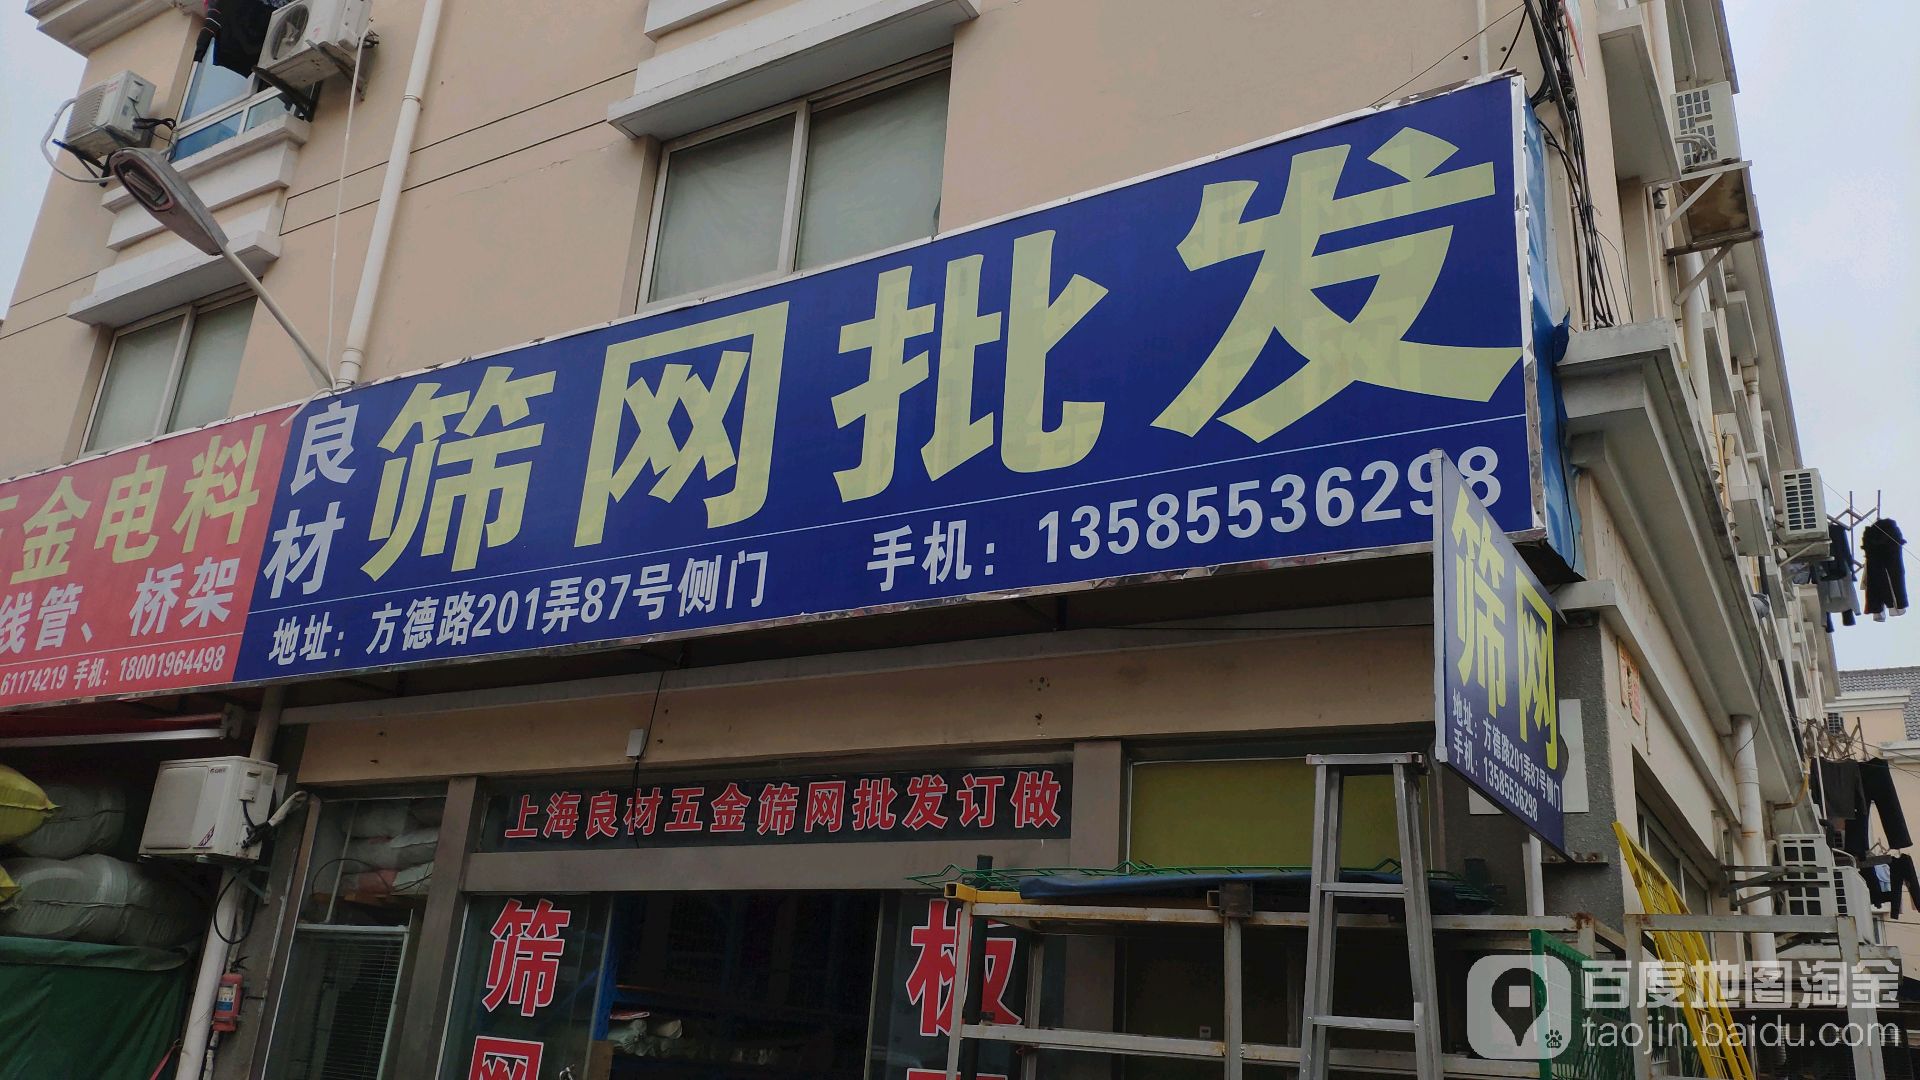 良材 筛网批发
地址：方德路201弄87号侧门 手机：13585536298
金电料
线管、桥架
61174219 手机：18001964498
筛网
地址：方德路201弄87号侧门
手机：13585536298
上海良材五金筛网批发订做
筛网
板
百度地图淘金
taojin.baidu.com